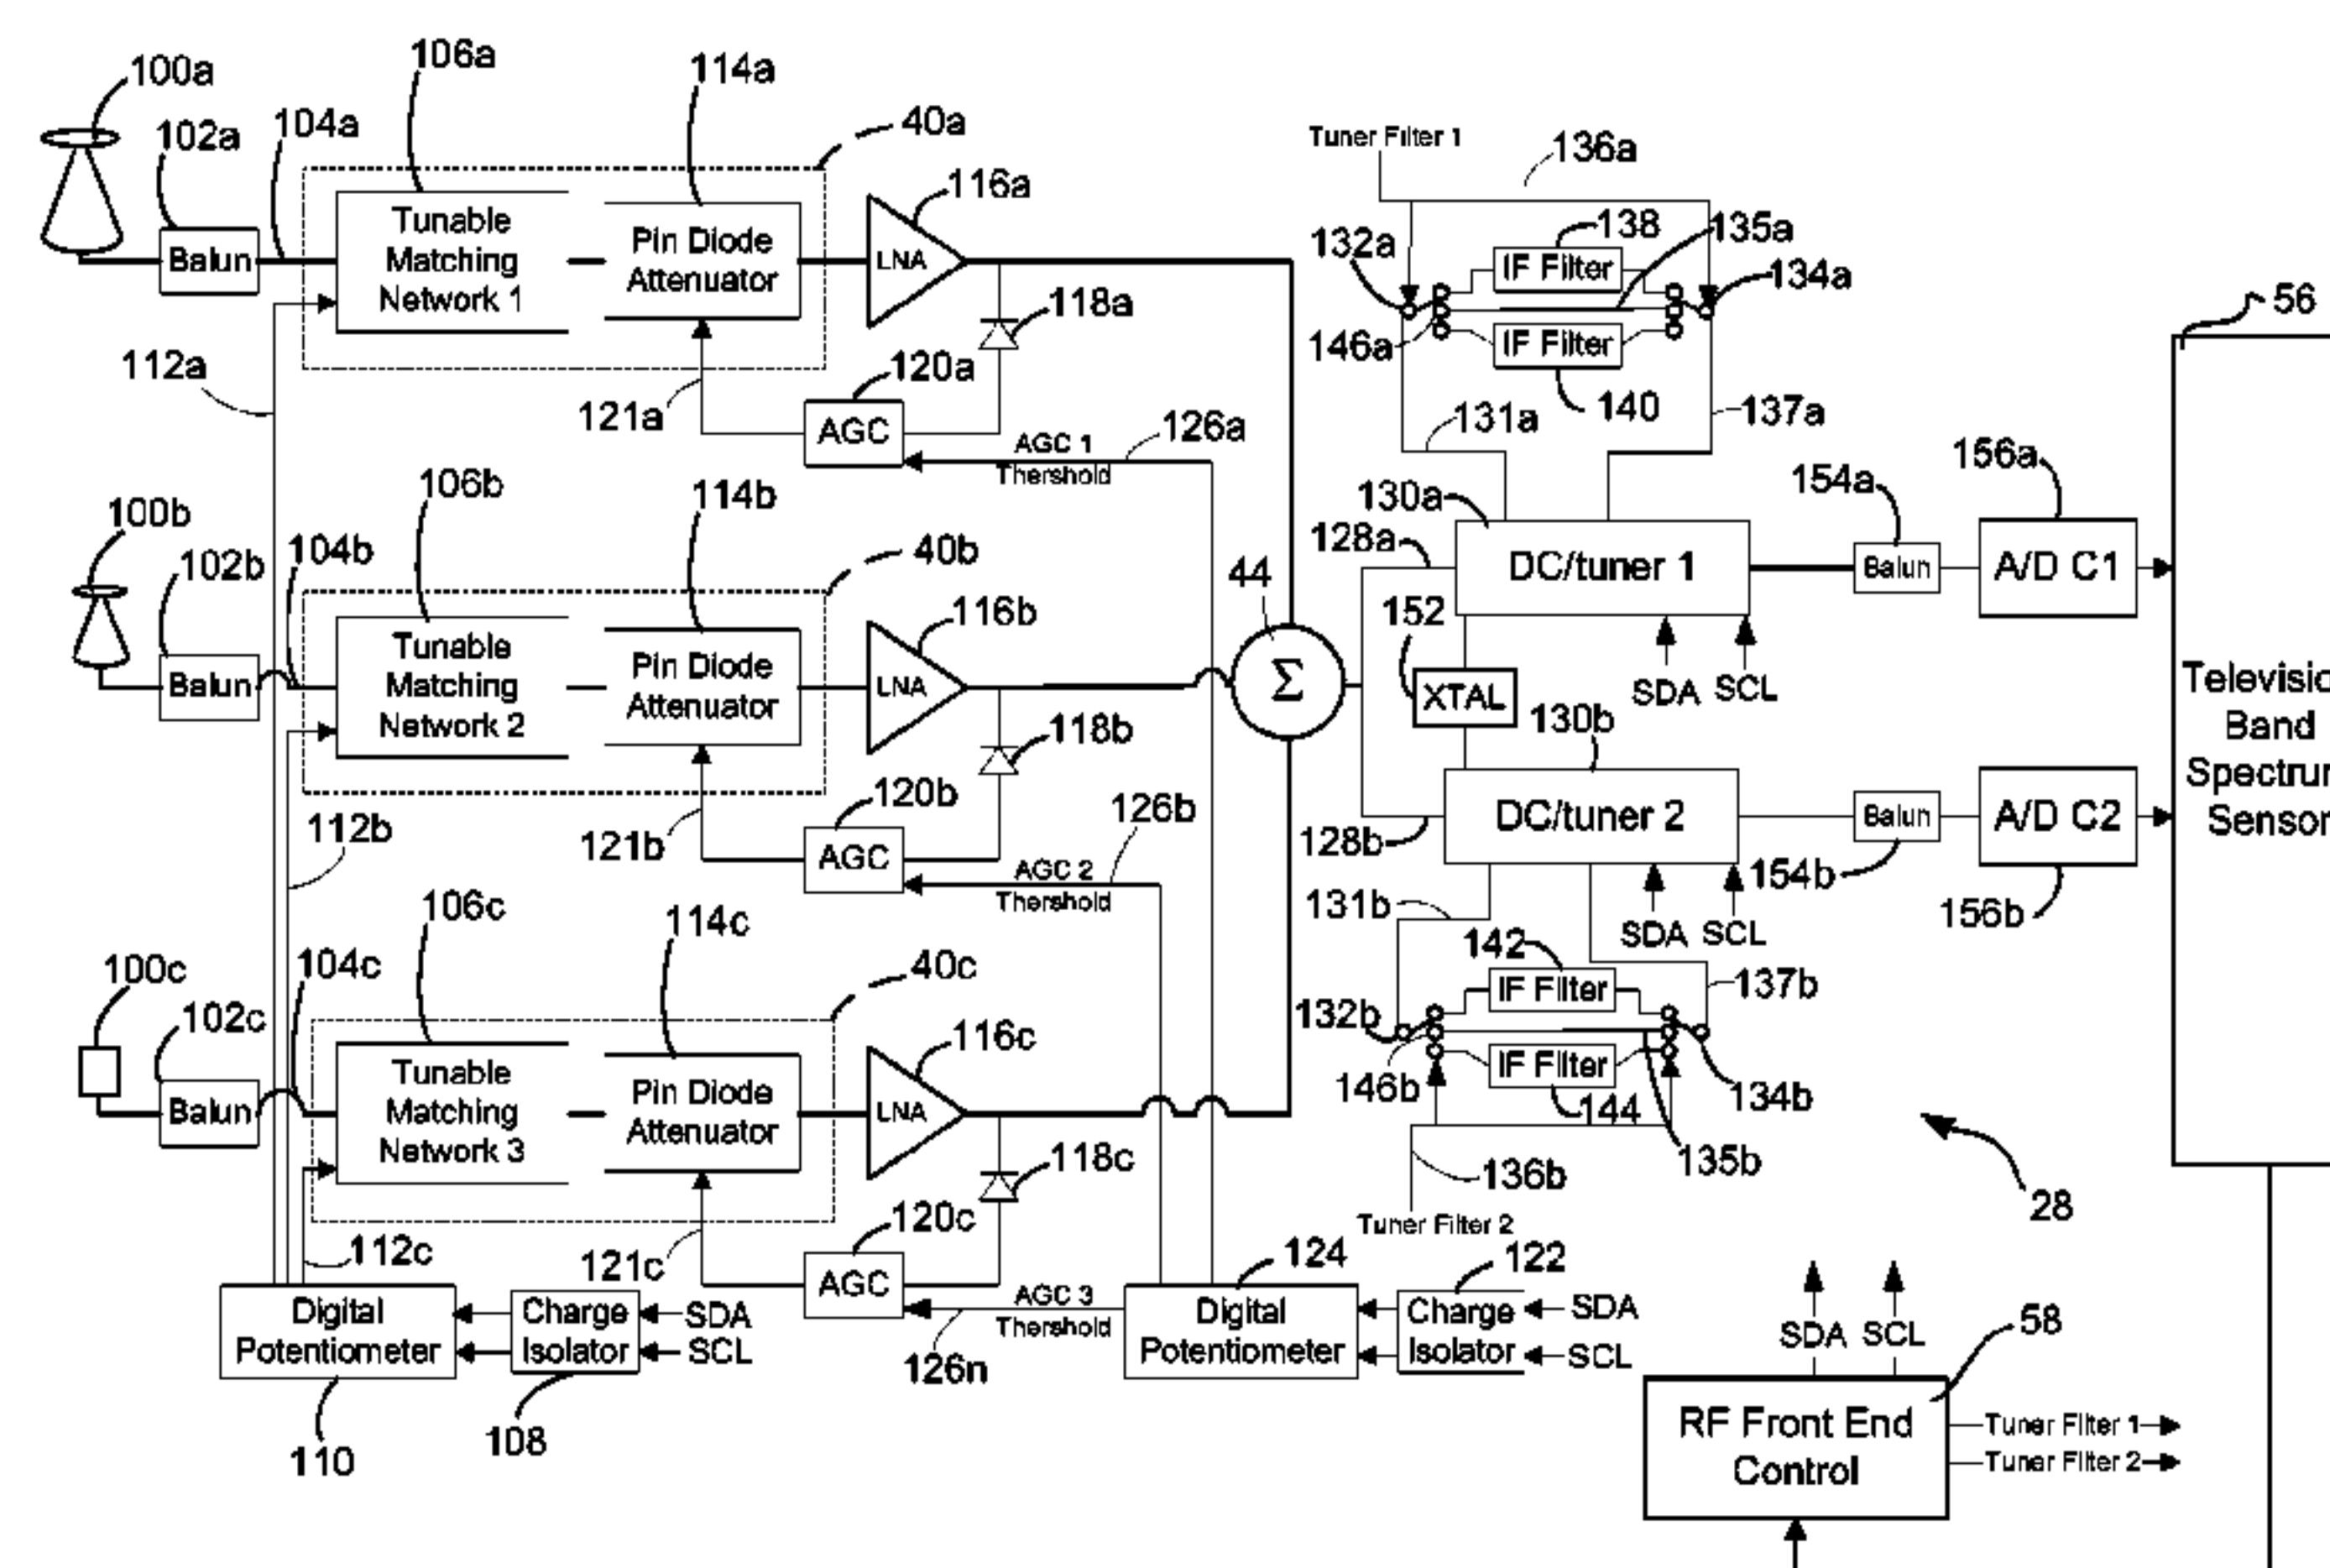 100a
102a
104a
106a
114a
40a
Balun
Tunable
Matching
Network 1
Pin Diode
Attenuator
116a
LNA
118a
112a
121a
120a
AGC
AGC 1
Thershold
126a
100b
102b
104b
106b
114b
40b
Balun
Tunable
Matching
Network 2
Pin Diode
Attenuator
116b
LNA
118b
112b
121b
120b
AGC
AGC 2
Thershold
126b
100c
102c
104c
106c
114c
40c
Balun
Tunable
Matching
Network 3
Pin Diode
Attenuator
116c
LNA
118c
112c
121c
120c
AGC
AGC 3
Thershold
126n
Digital
Potentiometer
110
Charge
Isolator
108
SDA
SCL
124
Digital
Potentiometer
122
Charge
Isolator
SDA
SCL
44
Σ
Tuner Filter 1
136a
132a
138
IF Filter
135a
134a
146a
IF Filter
140
131a
137a
130a
128a
DC/tuner 1
154a
Balun
156a
A/D C1
152
XTAL
SDA
SCL
130b
128b
DC/tuner 2
Balun
154b
A/D C2
156b
131b
SDA
SCL
142
IF Filter
137b
132b
146b
IF Filter
144
134b
135b
136b
Tuner Filter 2
56
Televisio
Band
Spectrur
Sensor
28
SDA
SCL
58
RF Front End
Control
Tuner Filter 1
Tuner Filter 2